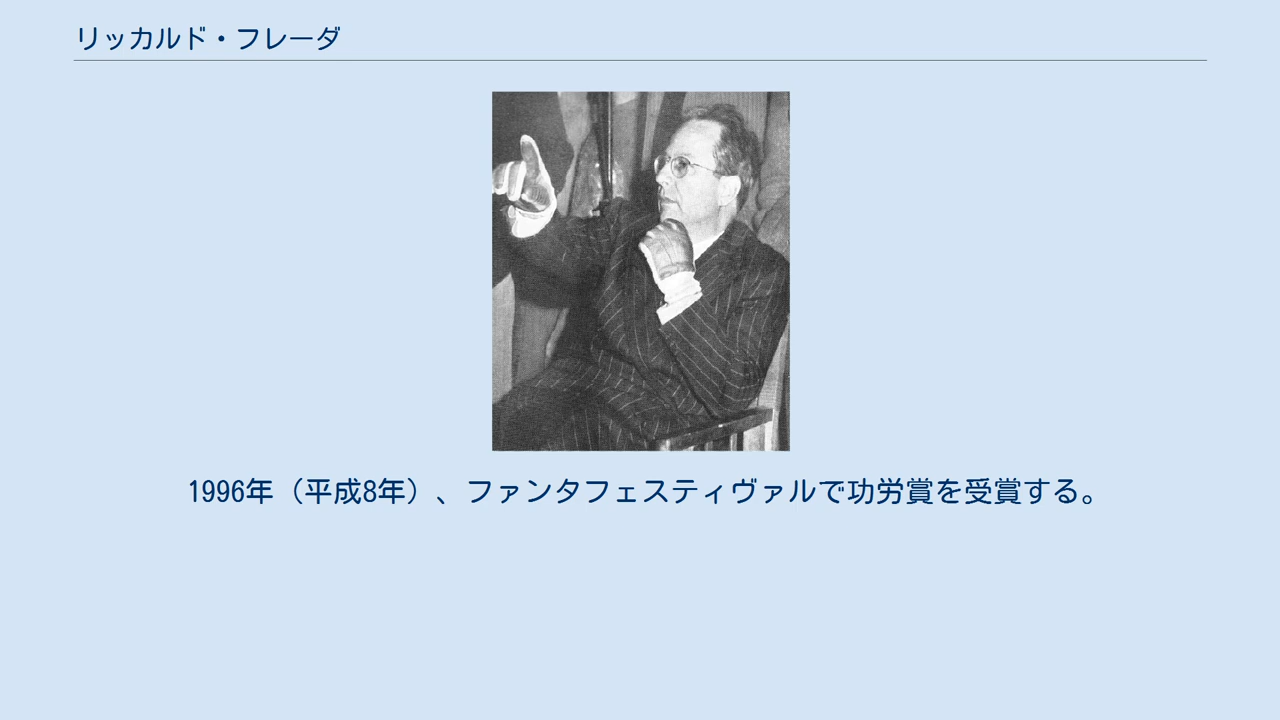 リッカルド・フレーダ
1996年（平成8年）、ファンタフェスティヴァルで功労賞を受賞する。